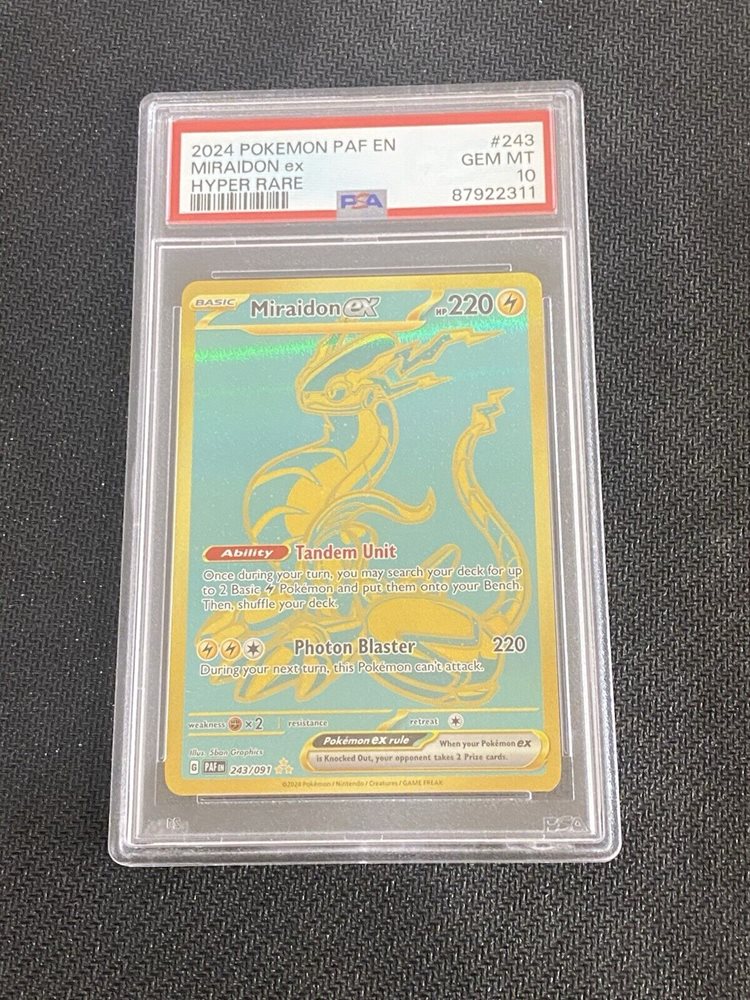 2024 POKEMON PAF EN #243
MIRAIDON ex GEM MT
HYPER RARE 10
PSA 87922311
BASIC Miraidon ex HP 220
Ability Tandem Unit
Once during your turn, you may search your deck for up
to 2 Basic Pokémon and put them onto your Bench.
Then, shuffle your deck.
Photon Blaster 220
During your next turn, this Pokémon can't attack.
weakness ×2 resistance retreat
Illus. 5ban Graphics
Pokémon ex rule When your Pokémon ex
is Knocked Out, your opponent takes 2 Prize cards.
G PAF EN 243/091
©2024 Pokémon / Nintendo / Creatures / GAME FREAK
PSA